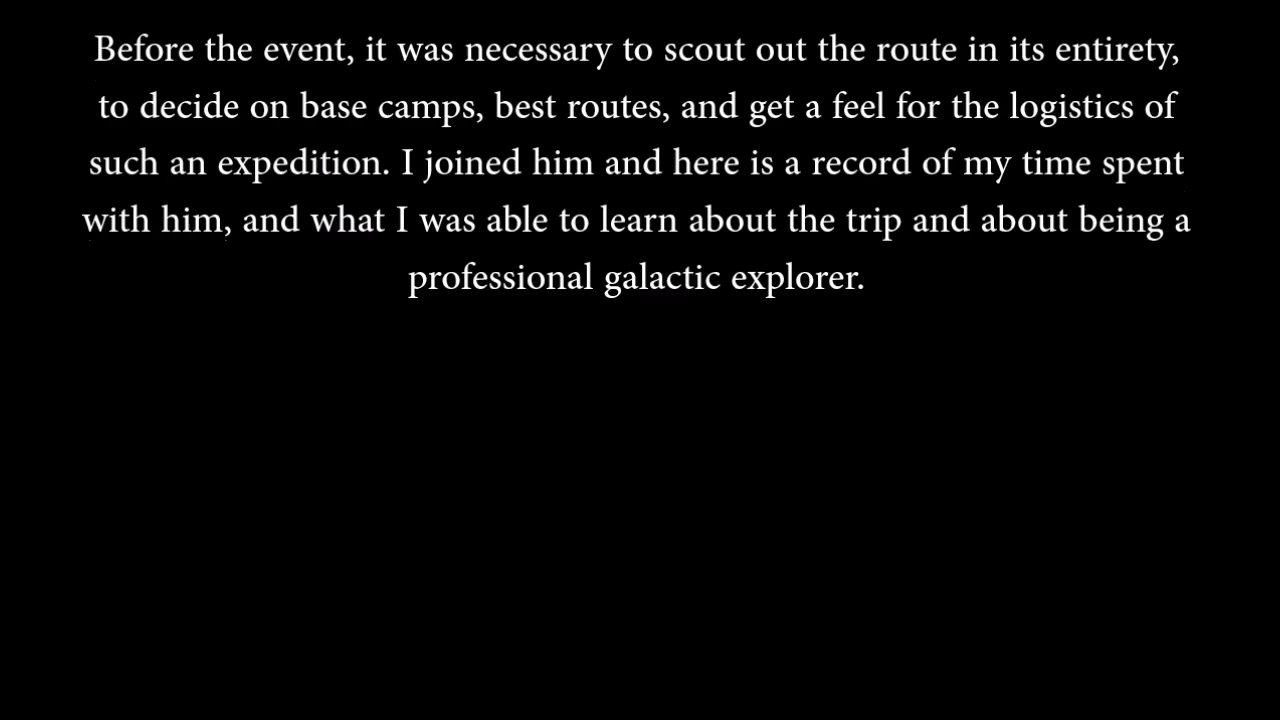 Before the event, it was necessary to scout out the route in its entirety,
to decide on base camps, best routes, and get a feel for the logistics of
such an expedition. I joined him and here is a record of my time spent
with him, and what I was able to learn about the trip and about being a
professional galactic explorer.